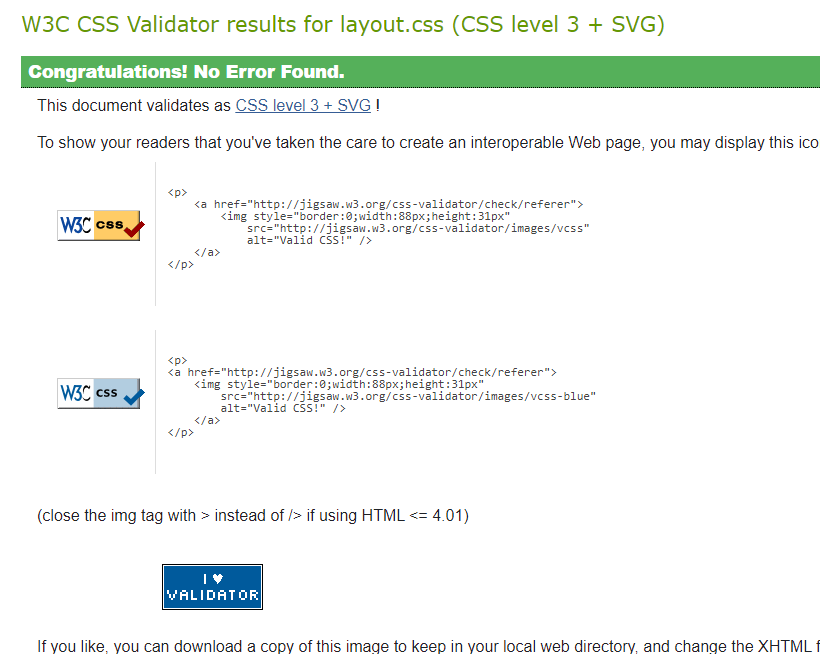 W3C CSS Validator results for layout.css (CSS level 3 + SVG)
Congratulations! No Error Found.
This document validates as CSS level 3 + SVG !
To show your readers that you've taken the care to create an interoperable Web page, you may display this ico
<p>
<a href="http://jigsaw.w3.org/css-validator/check/referer">
<img style="border:0;width:88px;height:31px"
W3C css
src="http://jigsaw.w3.org/css-validator/images/vcss"
alt="Valid CSS!" />
</a>
</p>
<p>
<a href="http://jigsaw.w3.org/css-validator/check/referer">
<img style="border:0;width:88px;height:31px"
W3C css
src="http://jigsaw.w3.org/css-validator/images/vcss-blue"
alt="Valid CSS!" />
</a>
</p>
(close the img tag with > instead of /> if using HTML <= 4.01)
I ♥
VALIDATOR
If you like, you can download a copy of this image to keep in your local web directory, and change the XHTML f